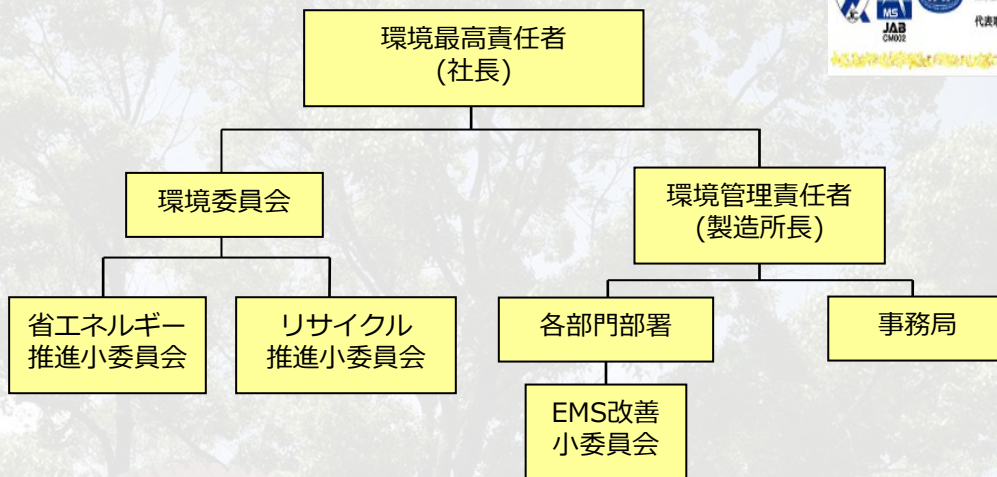 環境最高責任者
(社長)
MS
JAB
CM002
環境委員会
環境管理責任者
(製造所長)
省エネルギー
推進小委員会
リサイクル
推進小委員会
各部門部署
事務局
EMS改善
小委員会